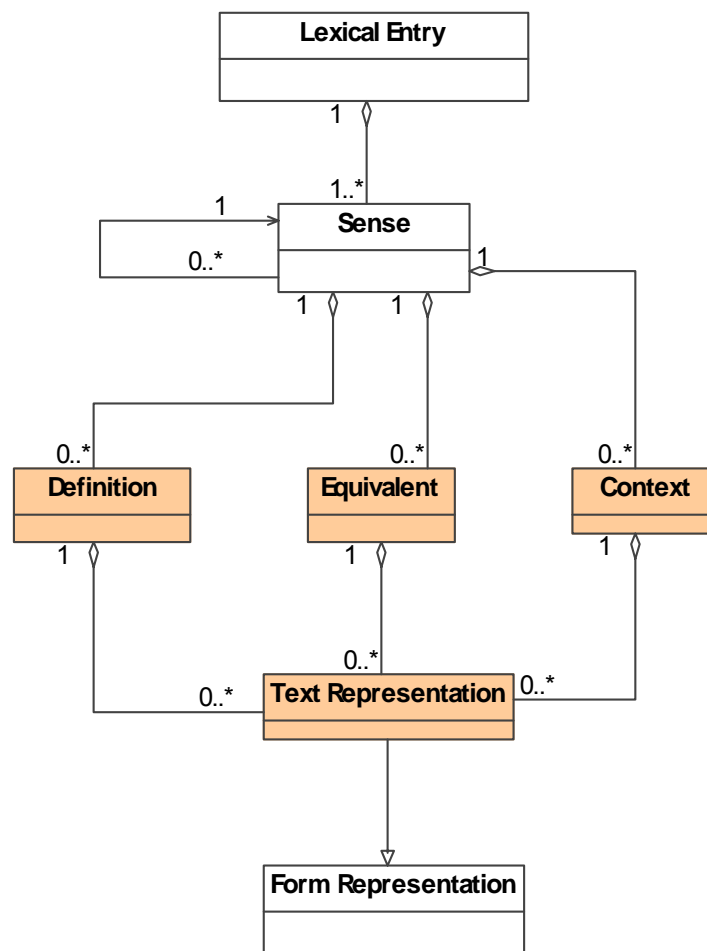 Lexical Entry
1
1..*
1
Sense
0..*
1
1
1
0..*
0..*
0..*
Definition
Equivalent
Context
1
1
1
0..*
0..*
0..*
Text Representation
Form Representation